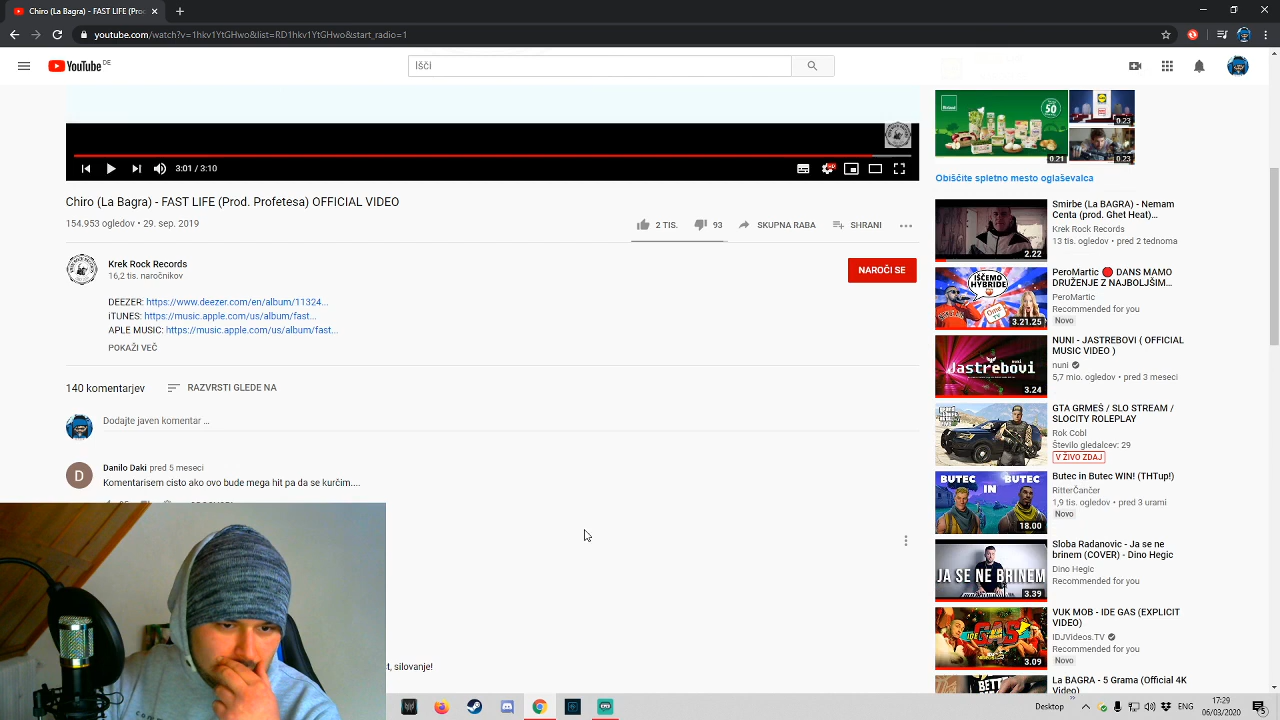 Chiro (La Bagra) - FAST LIFE (Pro
youtube.com/watch?v=1hkv1YtGHwo&list=RD1hkv1YtGHwo&start_radio=1
YouTube DE
Išči
3:01 / 3:10
HD
Chiro (La Bagra) - FAST LIFE (Prod. Profetesa) OFFICIAL VIDEO
154.953 ogledov • 29. sep. 2019
2 TIS.
93
SKUPNA RABA
SHRANI
Krek Rock Records
16,2 tis. naročnikov
NAROČI SE
DEEZER: https://www.deezer.com/en/album/11324...
iTUNES: https://music.apple.com/us/album/fast...
APLE MUSIC: https://music.apple.com/us/album/fast...
POKAŽI VEČ
140 komentarjev
RAZVRSTI GLEDE NA
Dodajte javen komentar ...
D
Danilo Daki pred 5 meseci
Komentarisem cisto ako ovo bude mega hit pa da se kurčim....
t, silovanje!
50
0:21
0:23
0:23
Obiščite spletno mesto oglaševalca
2.22
Smirbe (La BAGRA) - Nemam
Centa (prod. Ghet Heat)...
Krek Rock Records
13 tis. ogledov • pred 2 tednoma
IŠČEMO
HYBRIDE
Ome
TV
3.21.25
PeroMartic 🔴 DANS MAMO
DRUŽENJE Z NAJBOLJŠIM...
PeroMartic
Recommended for you
Novo
nuni
Jastrebovi
3.24
NUNI - JASTREBOVI ( OFFICIAL
MUSIC VIDEO )
nuni
5,7 mio. ogledov • pred 3 meseci
GTA GRMEŠ / SLO STREAM /
SLOCITY ROLEPLAY
Rok Cobl
Število gledalcev: 29
V ŽIVO ZDAJ
BUTEC IN BUTEC
18.00
Butec in Butec WIN! (THTup!)
RitterČančer
1,9 tis. ogledov • pred 3 urami
Novo
JA SE NE BRINEM
3.39
Sloba Radanovic - Ja se ne
brinem (COVER) - Dino Hegic
Dino Hegic
Recommended for you
IDE GAS
3.09
VUK MOB - IDE GAS (EXPLICIT
VIDEO)
IDJVideos.TV
Recommended for you
Novo
BETTER
La BAGRA - 5 Grama (Official 4K
Video)
Desktop
ENG
17:29
06/03/2020